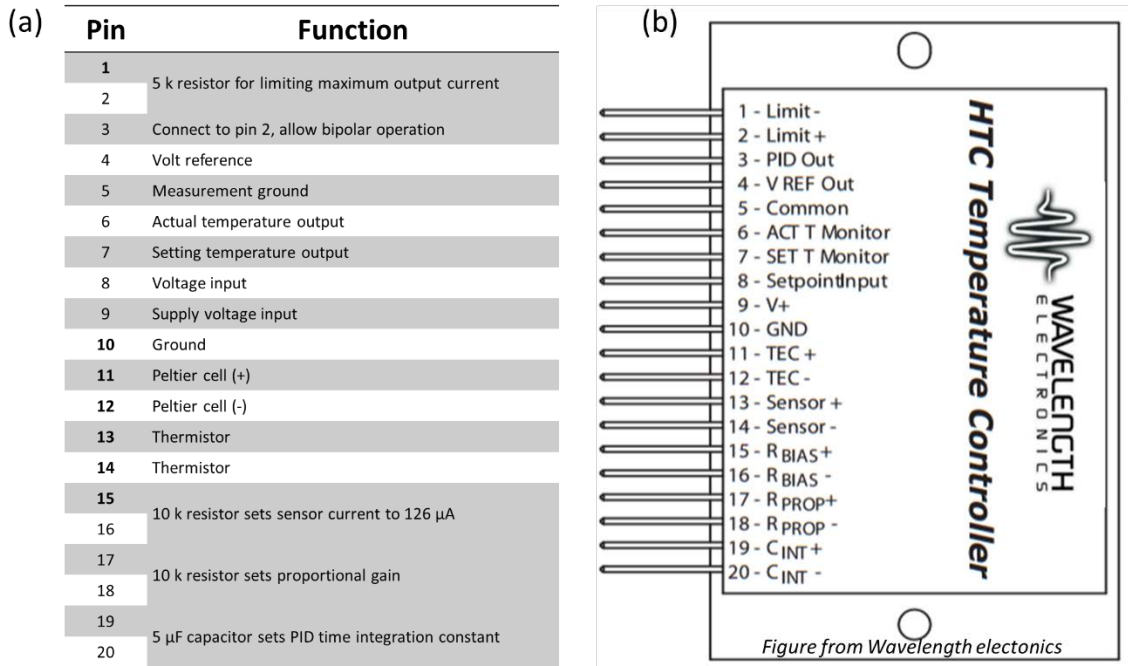 (a)
Pin Function
1
2
5 k resistor for limiting maximum output current
3 Connect to pin 2, allow bipolar operation
4 Volt reference
5 Measurement ground
6 Actual temperature output
7 Setting temperature output
8 Voltage input
9 Supply voltage input
10 Ground
11 Peltier cell (+)
12 Peltier cell (-)
13 Thermistor
14 Thermistor
15
16
10 k resistor sets sensor current to 126 µA
17
18
10 k resistor sets proportional gain
19
20
5 µF capacitor sets PID time integration constant
(b)
1 - Limit -
2 - Limit +
3 - PID Out
4 - V REF Out
5 - Common
6 - ACT T Monitor
7 - SET T Monitor
8 - SetpointInput
9 - V+
10 - GND
11 - TEC +
12 - TEC -
13 - Sensor +
14 - Sensor -
15 - R BIAS +
16 - R BIAS -
17 - R PROP+
18 - R PROP -
19 - C INT +
20 - C INT -
HTC Temperature Controller
WAVELENGTH
ELECTRONICS
Figure from Wavelength electonics